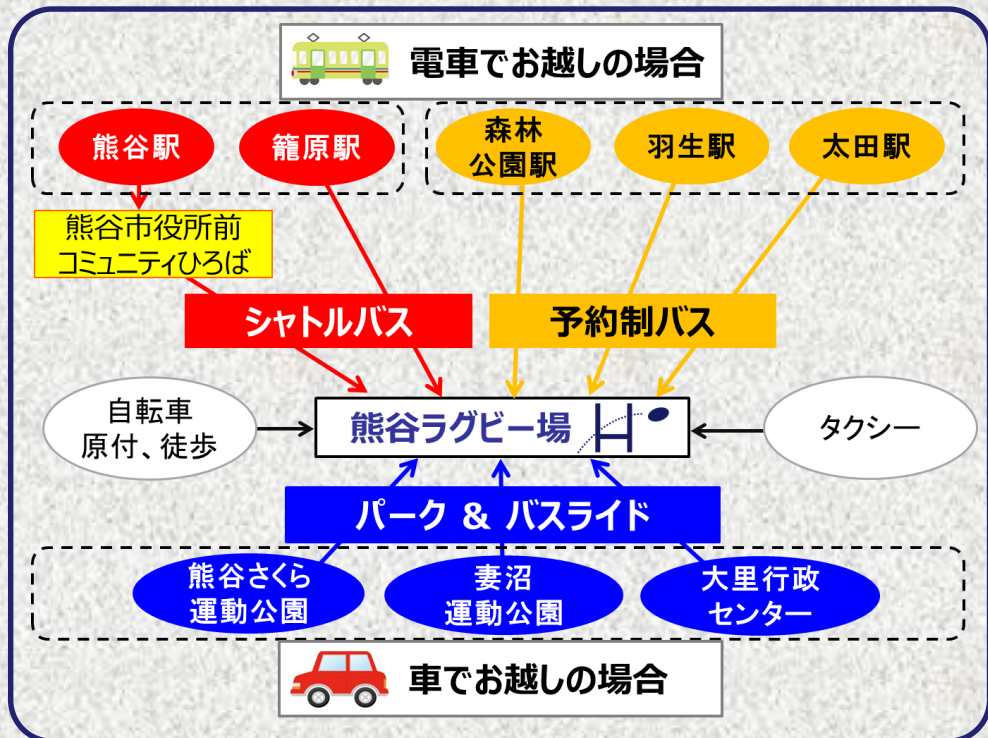 電車でお越しの場合
熊谷駅
籠原駅
森林
公園駅
羽生駅
太田駅
熊谷市役所前
コミュニティひろば
シャトルバス
予約制バス
自転車
原付、徒歩
熊谷ラグビー場
タクシー
パーク & バスライド
熊谷さくら
運動公園
妻沼
運動公園
大里行政
センター
車でお越しの場合